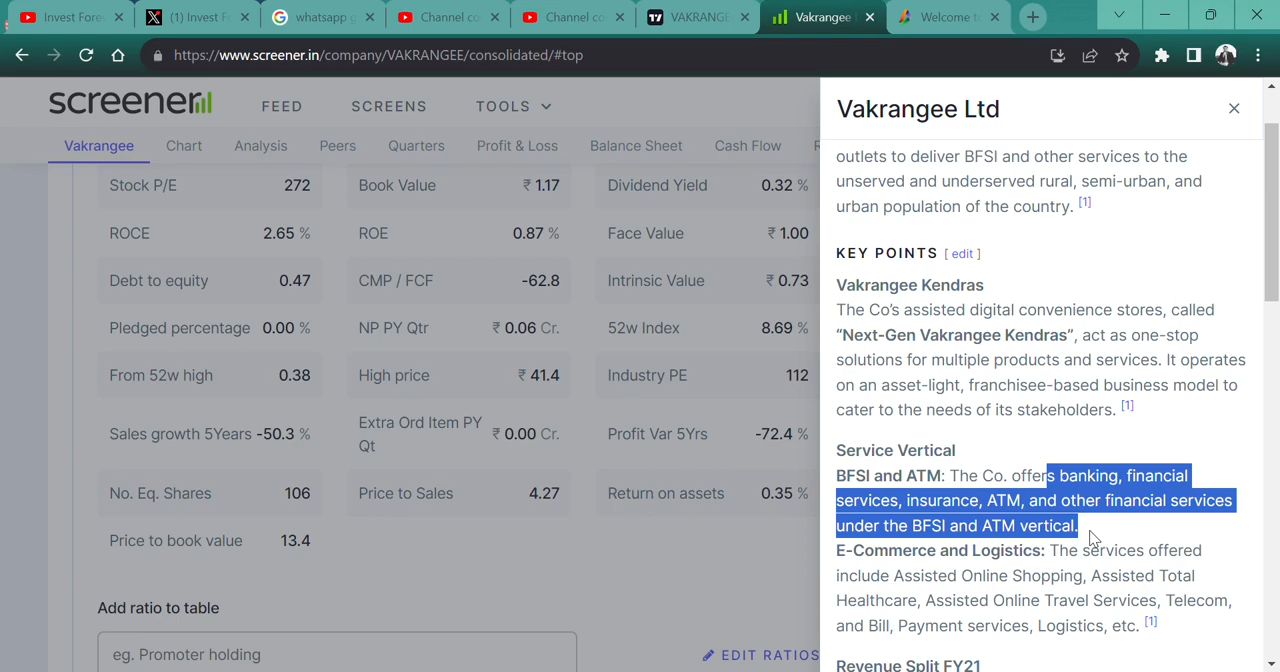 Invest Fore
(1) Invest F
whatsapp g
Channel co
Channel co
VAKRANGE
Vakrangee
Welcome t
https://www.screener.in/company/VAKRANGEE/consolidated/#top
screener
FEED SCREENS TOOLS
Vakrangee Chart Analysis Peers Quarters Profit & Loss Balance Sheet Cash Flow
Stock P/E 272 Book Value ₹ 1.17 Dividend Yield 0.32 %
ROCE 2.65 % ROE 0.87 % Face Value ₹ 1.00
Debt to equity 0.47 CMP / FCF -62.8 Intrinsic Value ₹ 0.73
Pledged percentage 0.00 % NP PY Qtr ₹ 0.06 Cr. 52w Index 8.69 %
From 52w high 0.38 High price ₹ 41.4 Industry PE 112
Sales growth 5Years -50.3 % Extra Ord Item PY Qt ₹ 0.00 Cr. Profit Var 5Yrs -72.4 %
No. Eq. Shares 106 Price to Sales 4.27 Return on assets 0.35 %
Price to book value 13.4
Add ratio to table
eg. Promoter holding
EDIT RATIOS
Vakrangee Ltd
outlets to deliver BFSI and other services to the
unserved and underserved rural, semi-urban, and
urban population of the country. [1]
KEY POINTS [ edit ]
Vakrangee Kendras
The Co's assisted digital convenience stores, called
“Next-Gen Vakrangee Kendras”, act as one-stop
solutions for multiple products and services. It operates
on an asset-light, franchisee-based business model to
cater to the needs of its stakeholders. [1]
Service Vertical
BFSI and ATM: The Co. offers banking, financial
services, insurance, ATM, and other financial services
under the BFSI and ATM vertical.
E-Commerce and Logistics: The services offered
include Assisted Online Shopping, Assisted Total
Healthcare, Assisted Online Travel Services, Telecom,
and Bill, Payment services, Logistics, etc. [1]
Revenue Split FY21